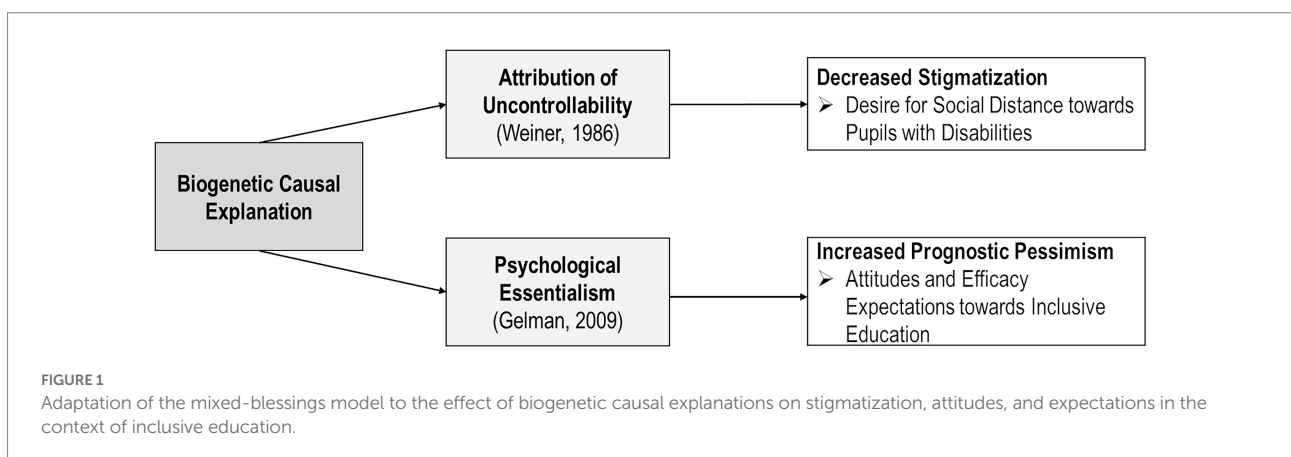 Biogenetic Causal
Explanation
Attribution of
Uncontrollability
(Weiner, 1986)
Decreased Stigmatization
➢ Desire for Social Distance towards
Pupils with Disabilities
Psychological
Essentialism
(Gelman, 2009)
Increased Prognostic Pessimism
➢ Attitudes and Efficacy
Expectations towards Inclusive
Education
FIGURE 1
Adaptation of the mixed-blessings model to the effect of biogenetic causal explanations on stigmatization, attitudes, and expectations in the
context of inclusive education.